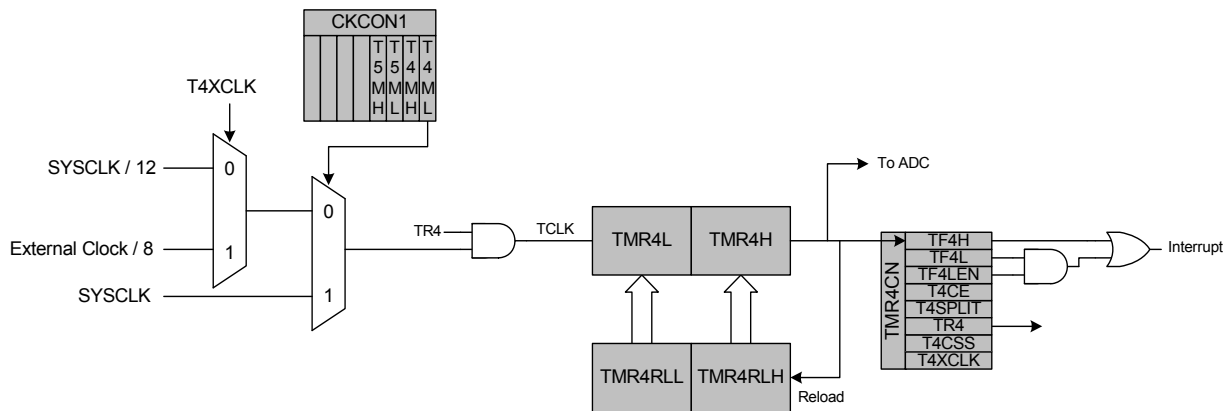 CKCON1
T5MH
T5ML
T4MH
T4ML
T4XCLK
SYSCLK / 12
0
1
External Clock / 8
SYSCLK
0
1
TR4
TCLK
TMR4L
TMR4H
To ADC
TMR4RLL
TMR4RLH
Reload
TMR4CN
TF4H
TF4L
TF4LEN
T4CE
T4SPLIT
TR4
T4CSS
T4XCLK
Interrupt